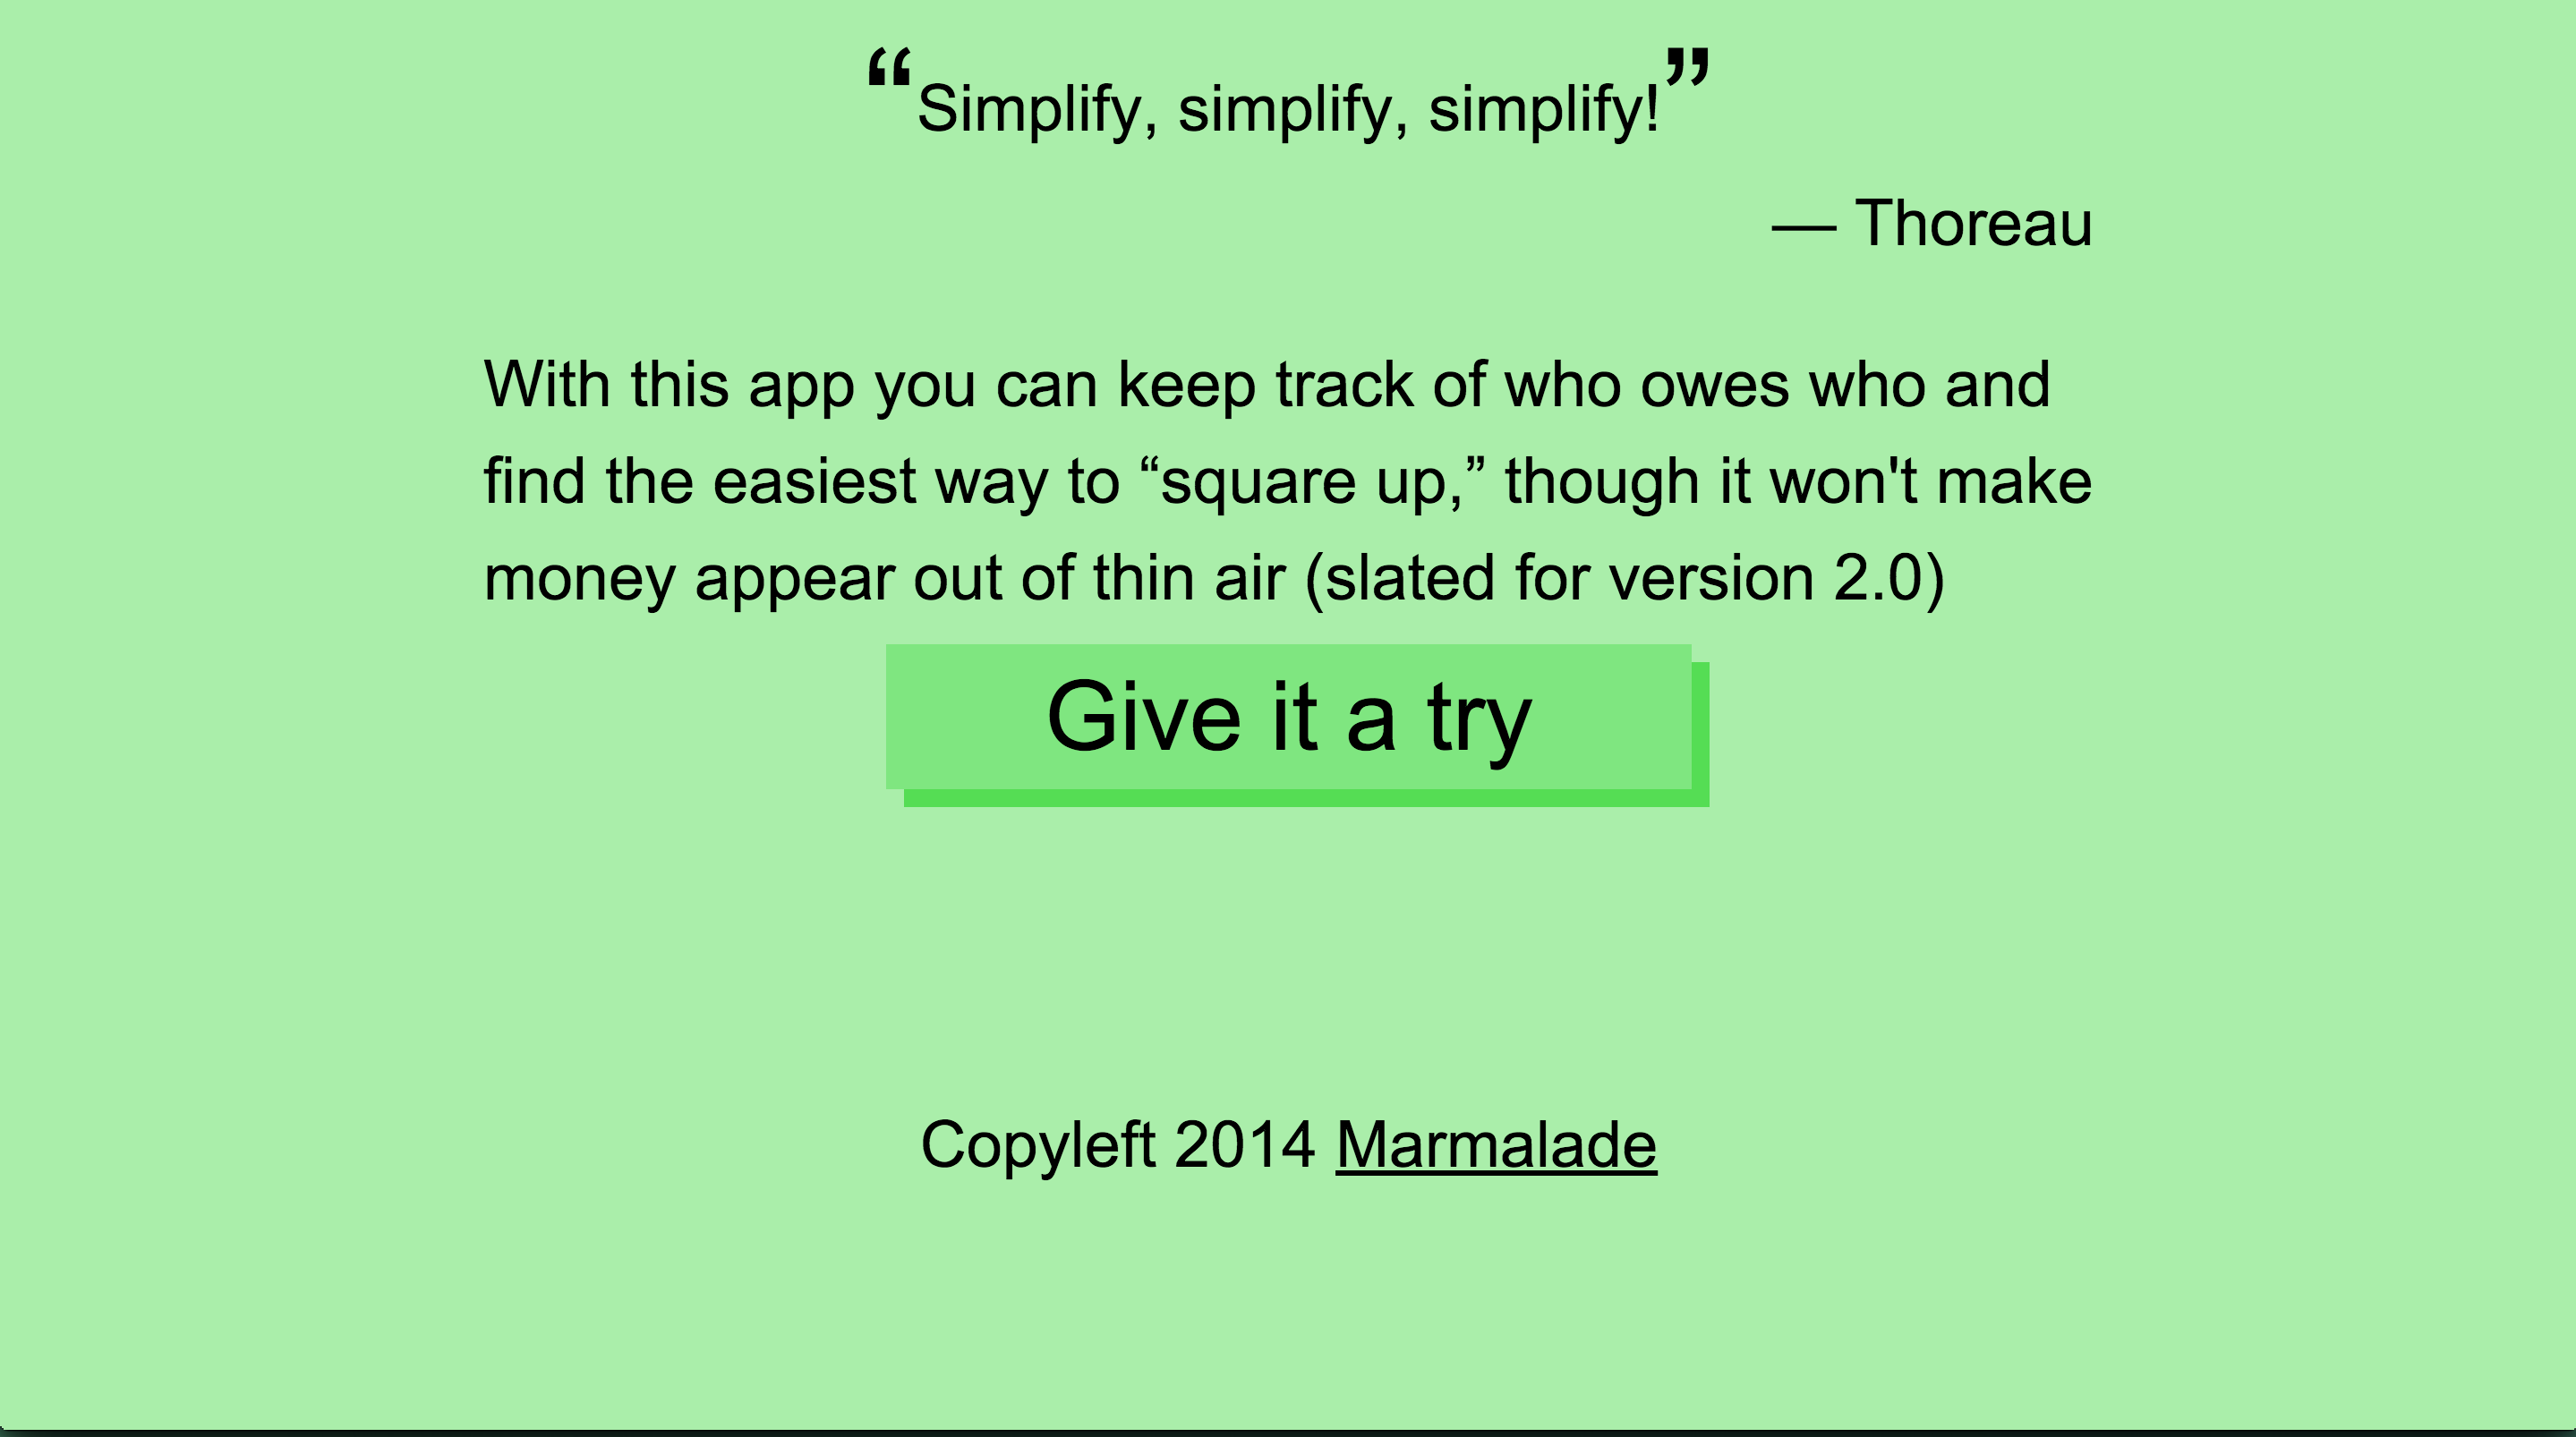 “Simplify, simplify, simplify!”
— Thoreau
With this app you can keep track of who owes who and
find the easiest way to “square up,” though it won't make
money appear out of thin air (slated for version 2.0)
Give it a try
Copyleft 2014 Marmalade